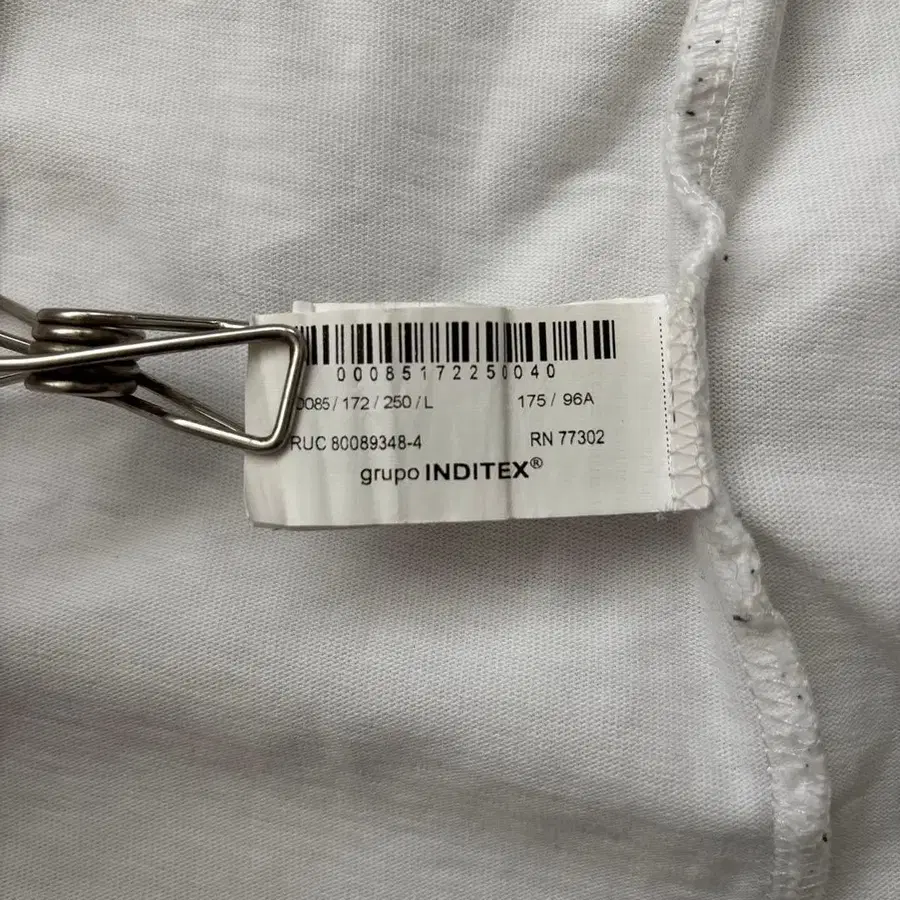 00085172250040
0085 / 172 / 250 / L 175 / 96A
RUC 80089348-4 RN 77302
grupo INDITEX®